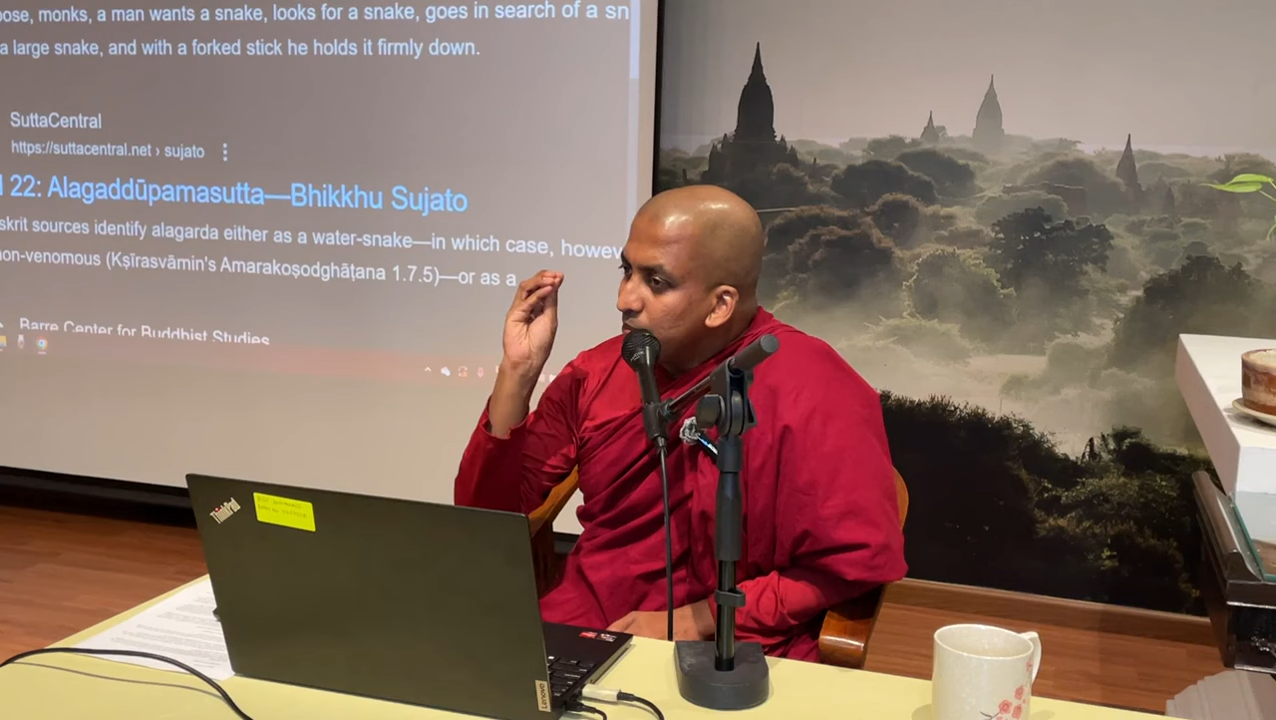 ose, monks, a man wants a snake, looks for a snake, goes in search of a sn
a large snake, and with a forked stick he holds it firmly down.
SuttaCentral
https://suttacentral.net › sujato
22: Alagaddūpamasutta—Bhikkhu Sujato
skrit sources identify alagarda either as a water-snake—in which case, howev
non-venomous (Kṣīrasvāmin's Amarakoṣodghāṭana 1.7.5)—or as a
Barre Center for Buddhist Studies
ThinkPad
Lenovo